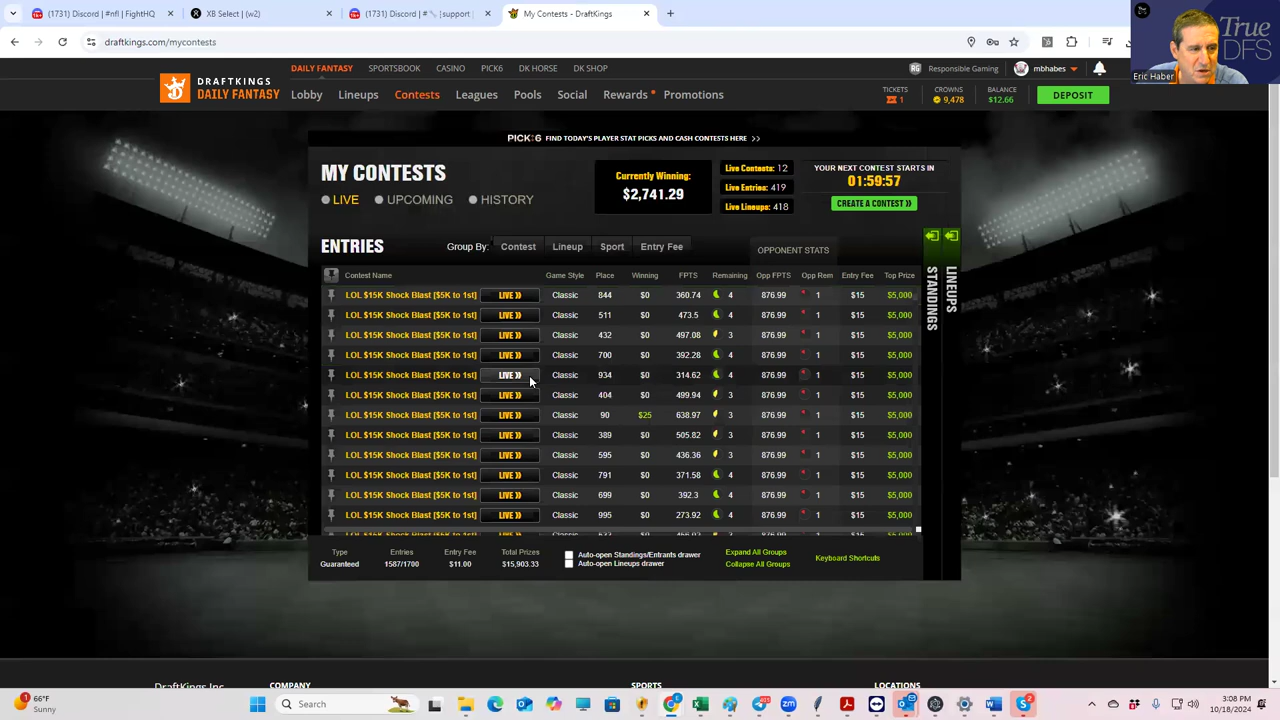 (1731) Discord | #nfl | FightHQ
XB Select | (w2)
(1731) Discord | #🔧 |support |
My Contests - DraftKings
draftkings.com/mycontests
True
DFS
Eric Haber
DRAFTKINGS
DAILY FANTASY
DAILY FANTASY SPORTSBOOK CASINO PICK6 DK HORSE DK SHOP
RG Responsible Gaming mbhabes
Lobby Lineups Contests Leagues Pools Social Rewards Promotions
TICKETS CROWNS BALANCE
1 9,478 $12.66
DEPOSIT
PICK6 FIND TODAY'S PLAYER STAT PICKS AND CASH CONTESTS HERE >>
MY CONTESTS
LIVE UPCOMING HISTORY
Currently Winning:
$2,741.29
Live Contests: 12
Live Entries: 419
Live Lineups: 418
YOUR NEXT CONTEST STARTS IN
01:59:57
CREATE A CONTEST »
ENTRIES
Group By: Contest Lineup Sport Entry Fee
OPPONENT STATS
STANDINGS
LINEUPS
Contest Name Game Style Place Winning FPTS Remaining Opp FPTS Opp Rem Entry Fee Top Prize
LOL $15K Shock Blast [$5K to 1st] LIVE » Classic 844 $0 360.74 4 876.99 1 $15 $5,000
LOL $15K Shock Blast [$5K to 1st] LIVE » Classic 511 $0 473.5 4 876.99 1 $15 $5,000
LOL $15K Shock Blast [$5K to 1st] LIVE » Classic 432 $0 497.08 3 876.99 1 $15 $5,000
LOL $15K Shock Blast [$5K to 1st] LIVE » Classic 700 $0 392.28 4 876.99 1 $15 $5,000
LOL $15K Shock Blast [$5K to 1st] LIVE » Classic 934 $0 314.62 4 876.99 1 $15 $5,000
LOL $15K Shock Blast [$5K to 1st] LIVE » Classic 404 $0 499.94 3 876.99 1 $15 $5,000
LOL $15K Shock Blast [$5K to 1st] LIVE » Classic 90 $25 638.97 3 876.99 1 $15 $5,000
LOL $15K Shock Blast [$5K to 1st] LIVE » Classic 389 $0 505.82 3 876.99 1 $15 $5,000
LOL $15K Shock Blast [$5K to 1st] LIVE » Classic 595 $0 436.36 3 876.99 1 $15 $5,000
LOL $15K Shock Blast [$5K to 1st] LIVE » Classic 791 $0 371.58 4 876.99 1 $15 $5,000
LOL $15K Shock Blast [$5K to 1st] LIVE » Classic 699 $0 392.3 4 876.99 1 $15 $5,000
LOL $15K Shock Blast [$5K to 1st] LIVE » Classic 995 $0 273.92 4 876.99 1 $15 $5,000
Type Entries Entry Fee Total Prizes
Guaranteed 1587/1700 $11.00 $15,903.33
Auto-open Standings/Entrants drawer
Auto-open Lineups drawer
Expand All Groups
Collapse All Groups
Keyboard Shortcuts
DraftKings Inc. COMPANY SPORTS LOCATIONS
66°F
Sunny
Search
3:08 PM
10/18/2024